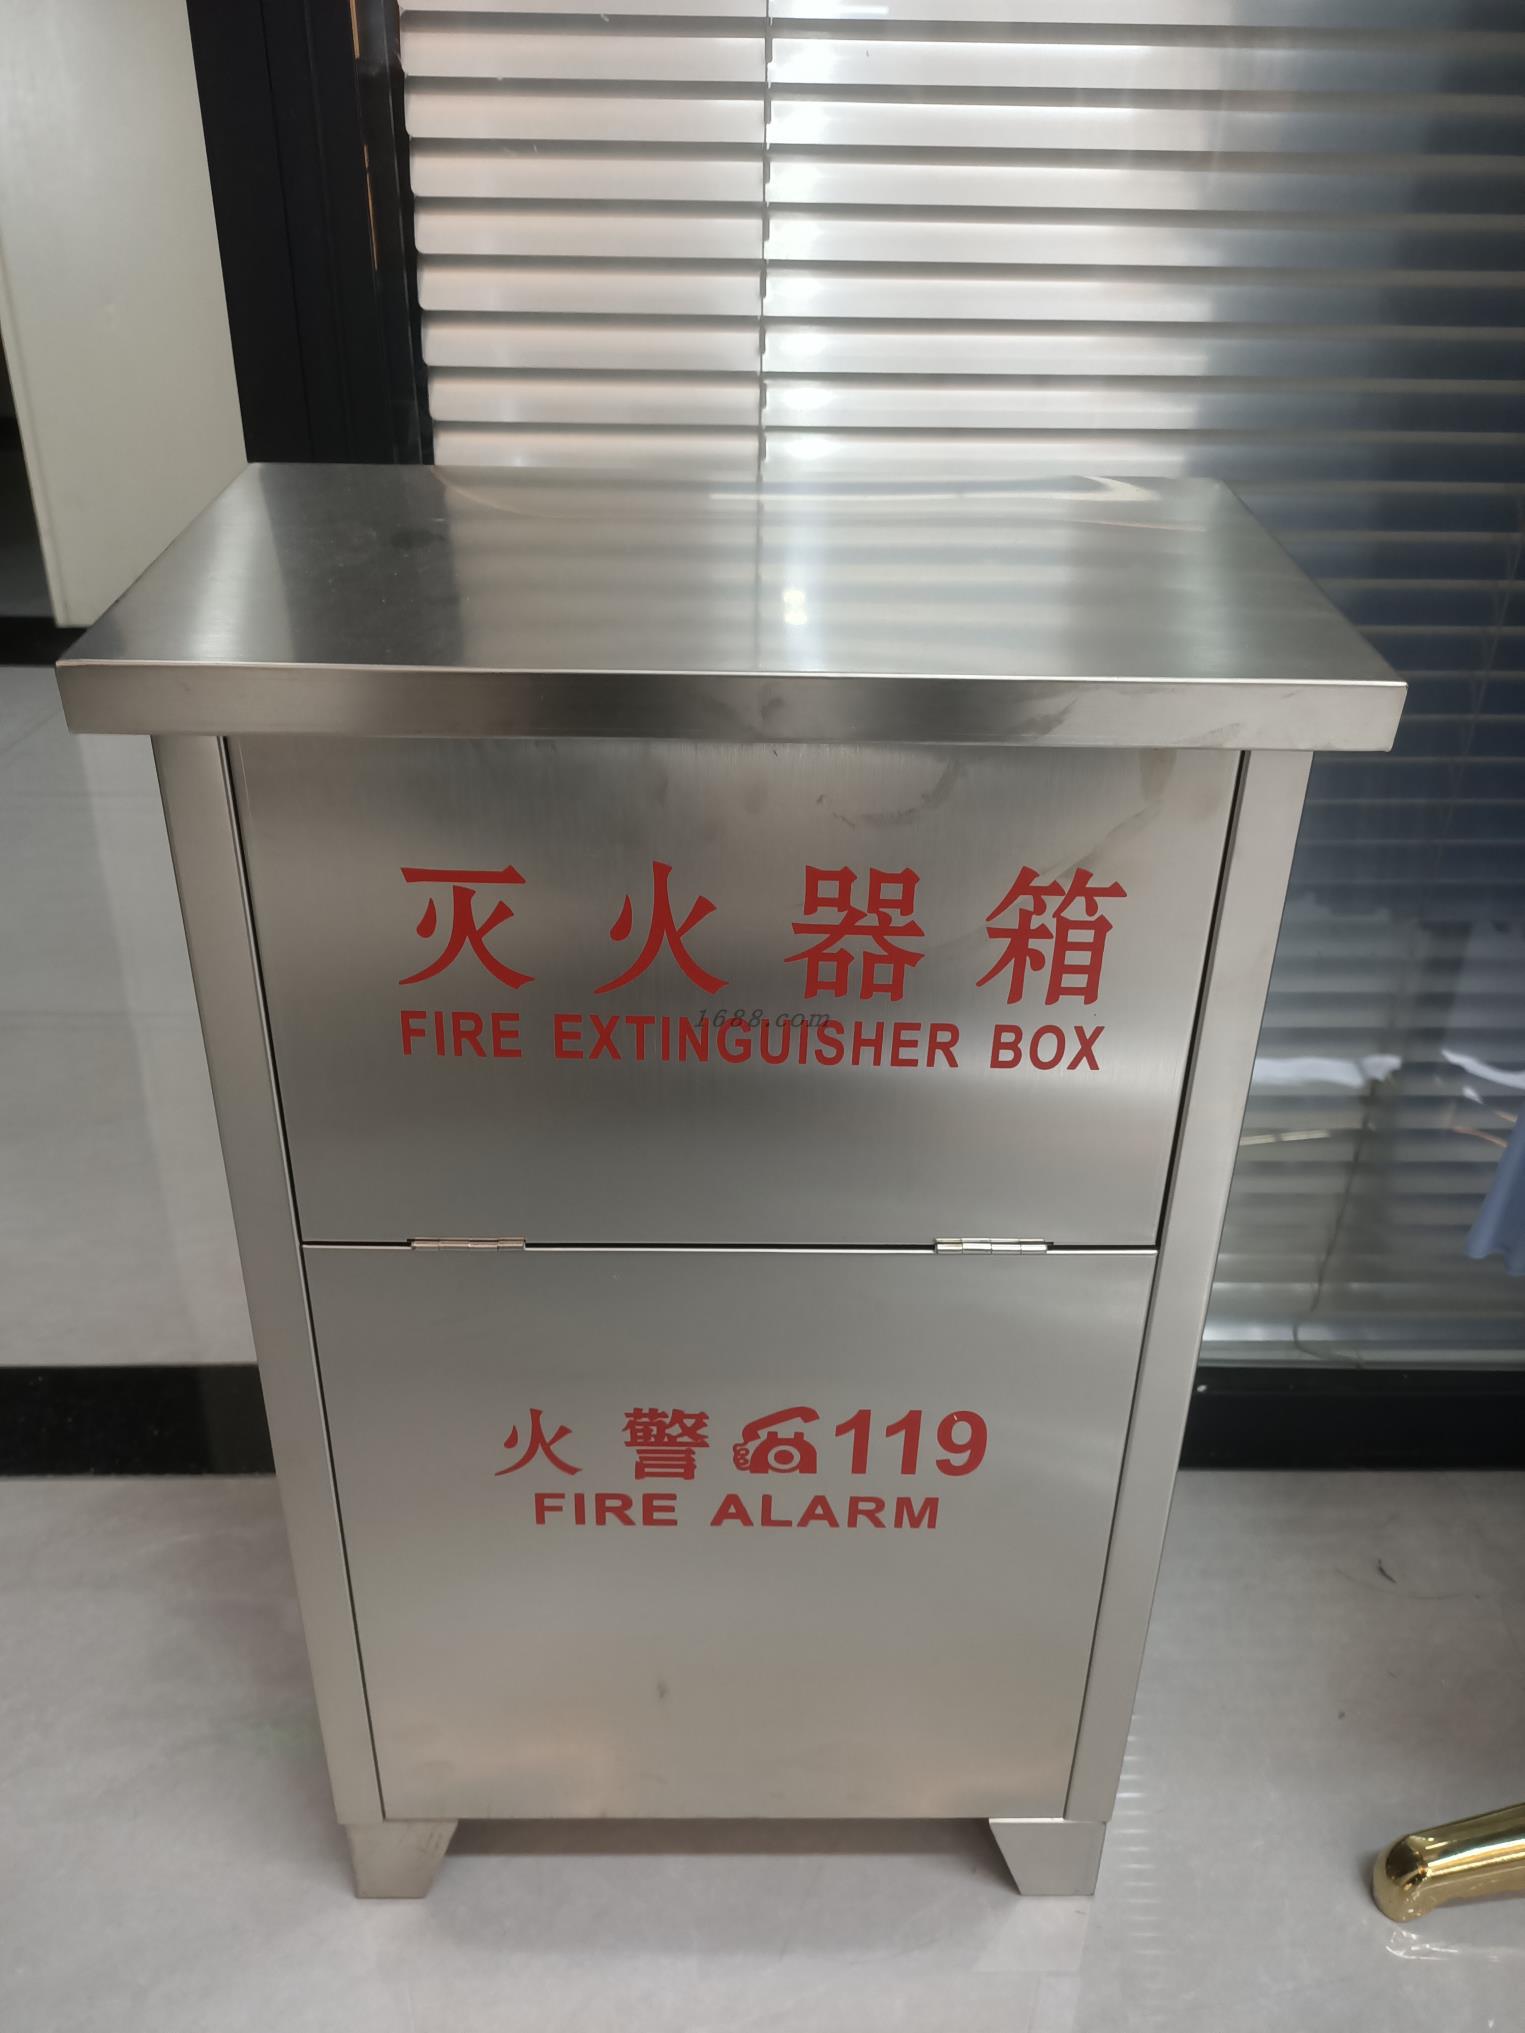 灭火器箱
1688.com
FIRE EXTINGUISHER BOX
火警119
FIRE ALARM